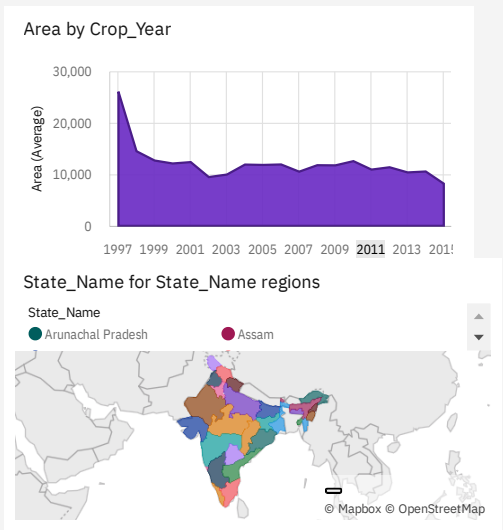 Area by Crop_Year
30,000
20,000
10,000
0
Area (Average)
1997 1999 2001 2003 2005 2007 2009 2011 2013 2015
State_Name for State_Name regions
State_Name
Arunachal Pradesh Assam
© Mapbox © OpenStreetMap